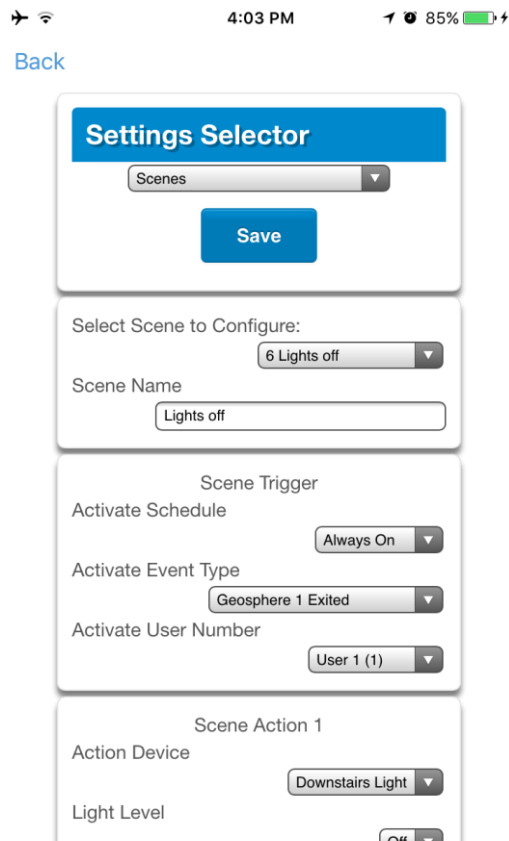 4:03 PM
85%
Back
Settings Selector
Scenes
Save
Select Scene to Configure:
6 Lights off
Scene Name
Lights off
Scene Trigger
Activate Schedule
Always On
Activate Event Type
Geosphere 1 Exited
Activate User Number
User 1 (1)
Scene Action 1
Action Device
Downstairs Light
Light Level
Off